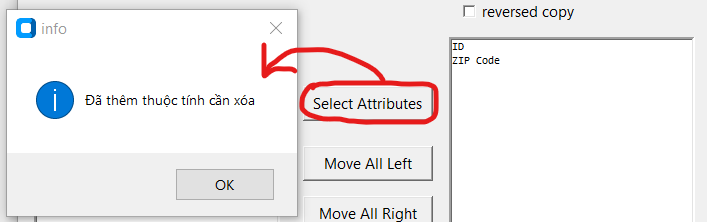 info
Đã thêm thuộc tính cần xóa
OK
Select Attributes
Move All Left
Move All Right
reversed copy
ID
ZIP Code